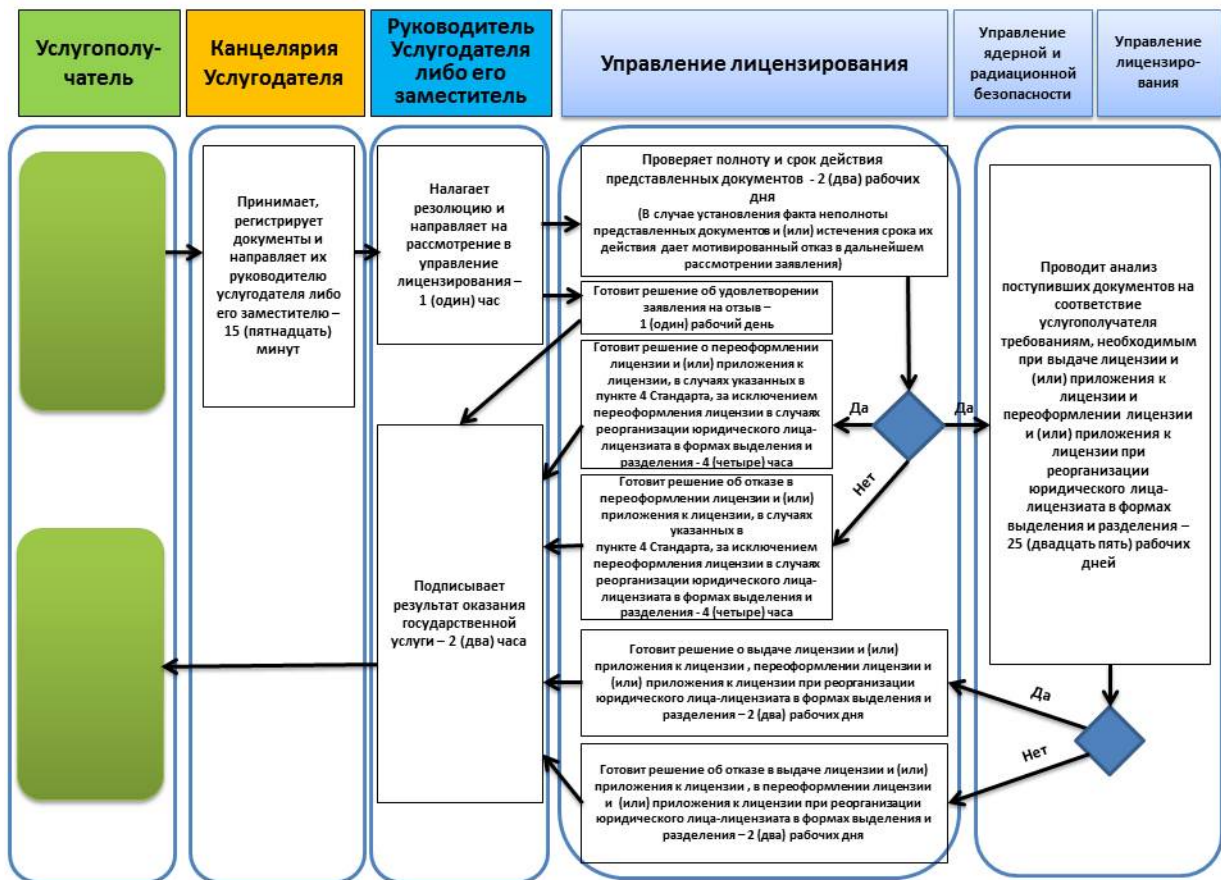 Услугополу-
чатель
Канцелярия
Услугодателя
Руководитель
Услугодателя
либо его
заместитель
Управление лицензирования
Управление
ядерной и
радиационной
безопасности
Управление
лицензиро-
вания
Принимает,
регистрирует
документы и
направляет их
руководителю
услугодателя либо
его заместителю –
15 (пятнадцать)
минут
Налагает
резолюцию и
направляет на
рассмотрение в
управление
лицензирования –
1 (один) час
Проверяет полноту и срок действия
представленных документов - 2 (два) рабочих
дня
(В случае установления факта неполноты
представленных документов и (или) истечения срока их
действия дает мотивированный отказ в дальнейшем
рассмотрении заявления)
Готовит решение об удовлетворении
заявления на отзыв –
1 (один) рабочий день
Готовит решение о переоформлении
лицензии и (или) приложения к
лицензии, в случаях указанных в
пункте 4 Стандарта, за исключением
переоформления лицензии в случаях
реорганизации юридического лица-
лицензиата в формах выделения и
разделения - 4 (четыре) часа
Да
Да
Нет
Готовит решение об отказе в
переоформлении лицензии и (или)
приложения к лицензии, в случаях
указанных в
пункте 4 Стандарта, за исключением
переоформления лицензии в случаях
реорганизации юридического лица-
лицензиата в формах выделения и
разделения - 4 (четыре) часа
Проводит анализ
поступивших документов на
соответствие
услугополучателя
требованиям, необходимым
при выдаче лицензии и
(или) приложения к
лицензии и
переоформлении лицензии
и (или) приложения к
лицензии при
реорганизации
юридического лица-
лицензиата в формах
выделения и разделения –
25 (двадцать пять) рабочих
дней
Подписывает
результат оказания
государственной
услуги – 2 (два) часа
Готовит решение о выдаче лицензии и (или)
приложения к лицензии , переоформлении лицензии и
(или) приложения к лицензии при реорганизации
юридического лица-лицензиата в формах выделения и
разделения – 2 (два) рабочих дня
Да
Нет
Готовит решение об отказе в выдаче лицензии и (или)
приложения к лицензии , в переоформлении лицензии
и (или) приложения к лицензии при реорганизации
юридического лица-лицензиата в формах выделения и
разделения – 2 (два) рабочих дня